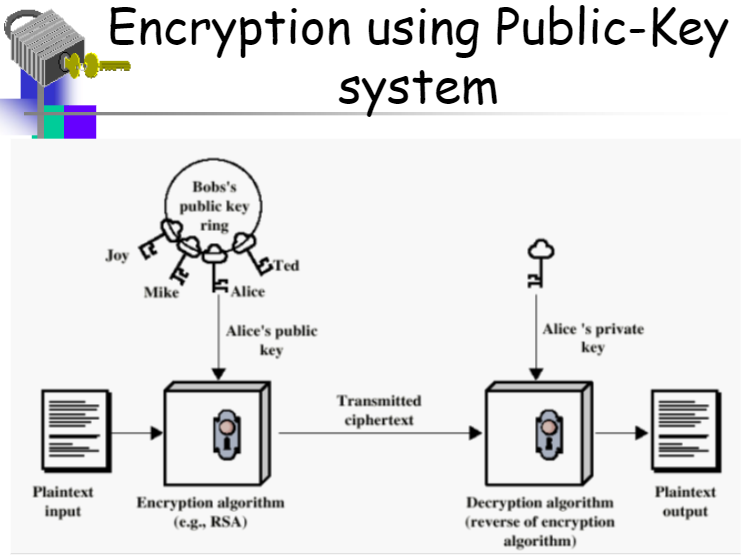 Encryption using Public-Key
system
Bobs's
public key
ring
Joy
Mike
Alice
Ted
Alice's public
key
Alice 's private
key
Transmitted
ciphertext
Plaintext
input
Encryption algorithm
(e.g., RSA)
Decryption algorithm
(reverse of encryption
algorithm)
Plaintext
output